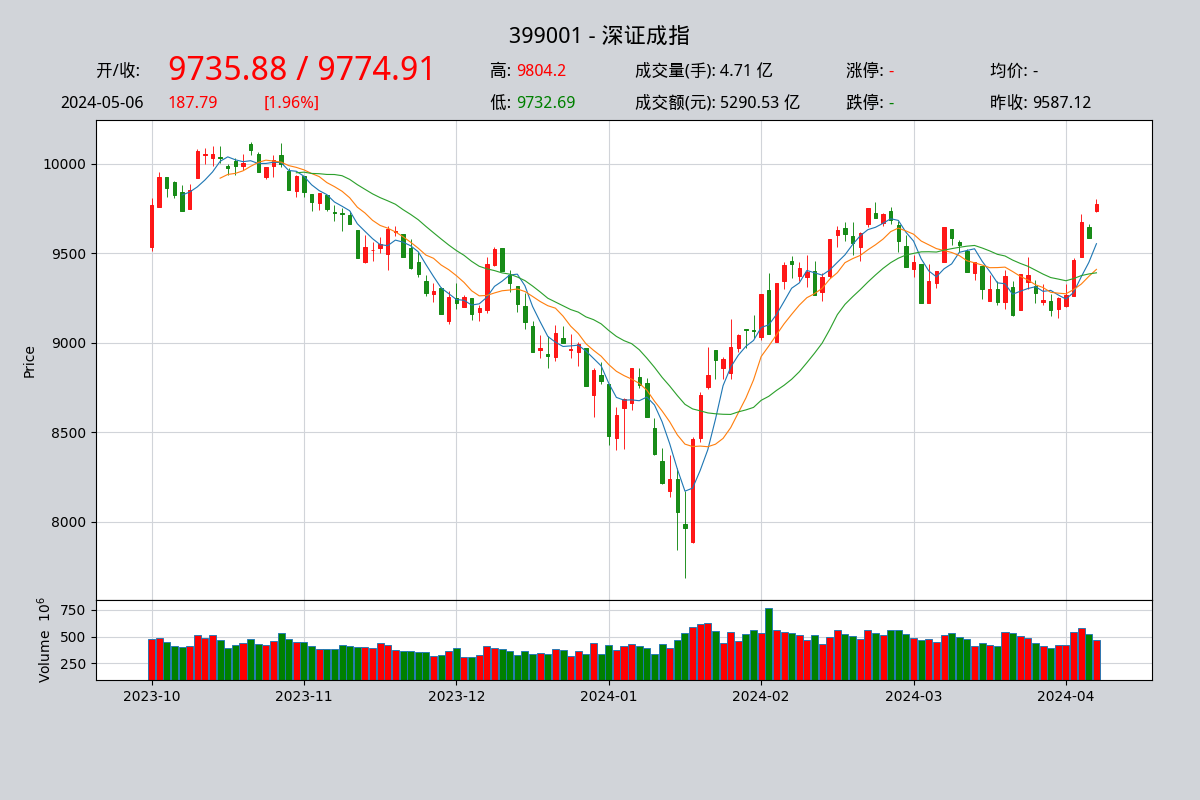 399001 - 深证成指
开/收: 9735.88 / 9774.91 高: 9804.2 成交量(手): 4.71 亿 涨停: - 均价: -
2024-05-06 187.79 [1.96%] 低: 9732.69 成交额(元): 5290.53 亿 跌停: - 昨收: 9587.12
10000
9500
9000
8500
8000
Price
750
500
250
Volume 10^6
2023-10 2023-11 2023-12 2024-01 2024-02 2024-03 2024-04